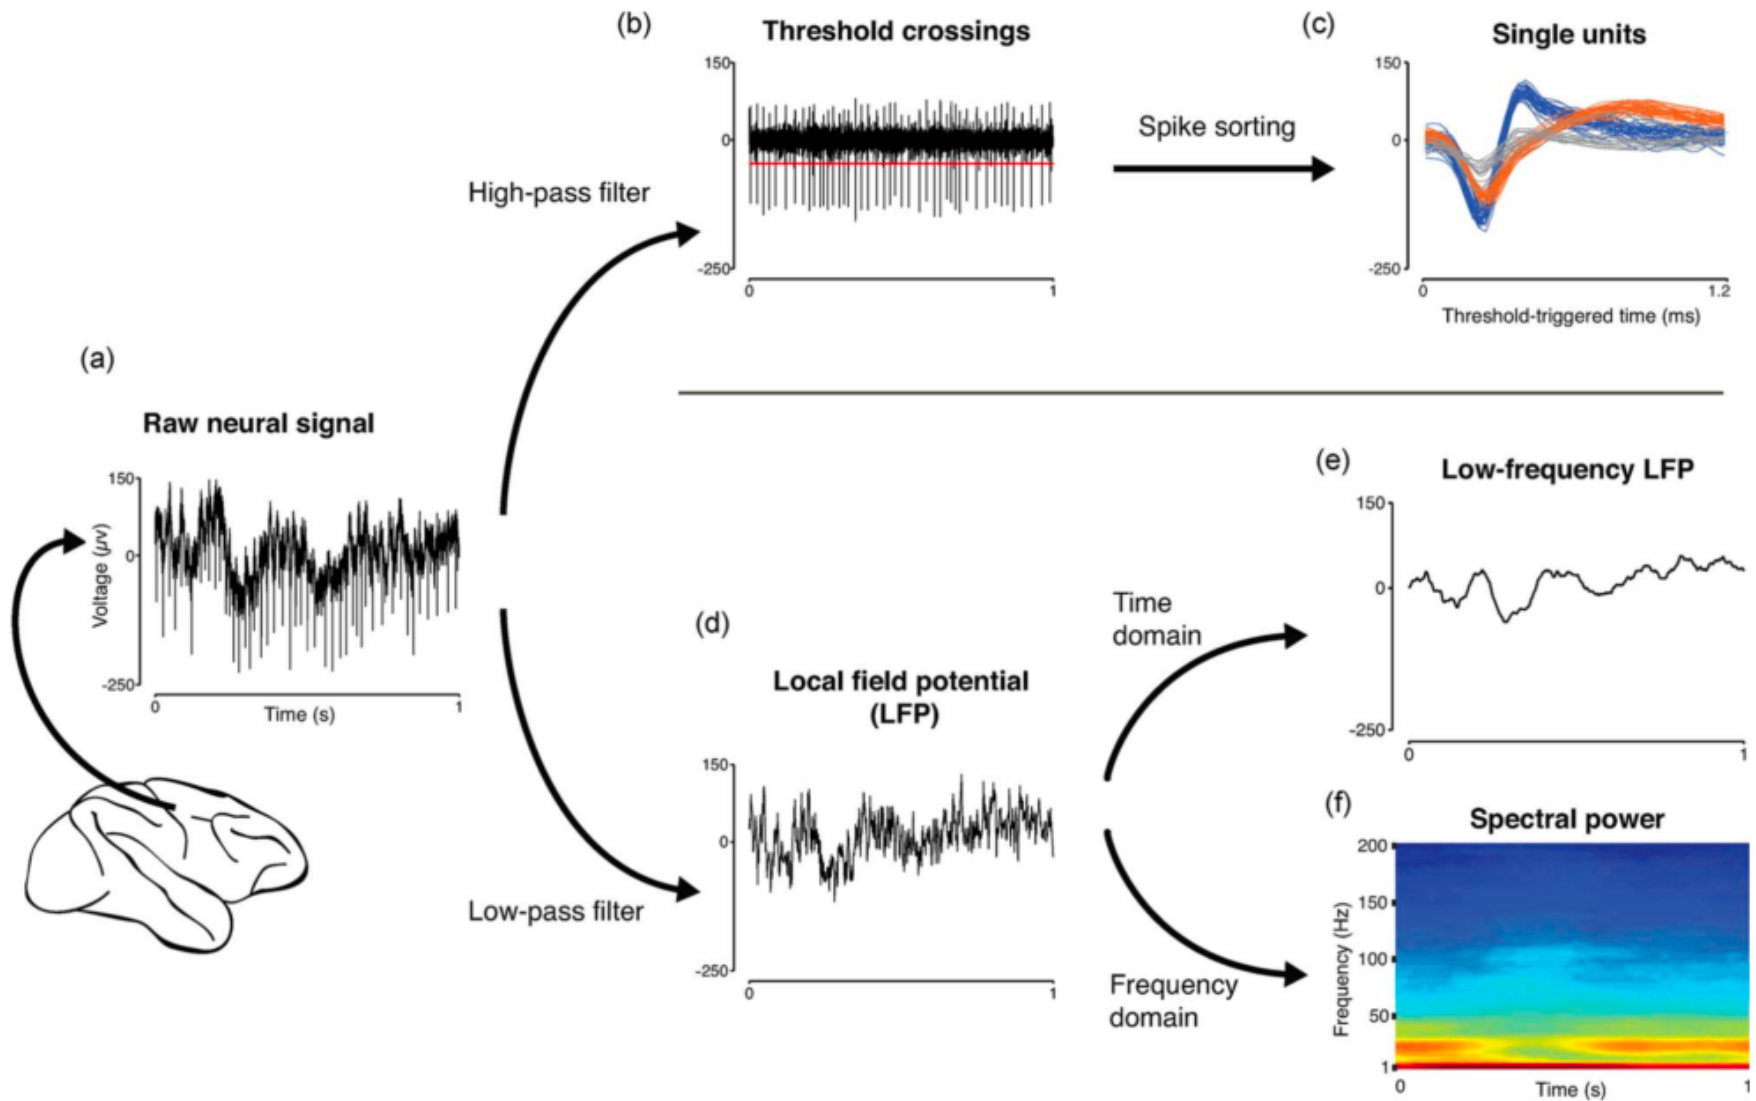 (b)
Threshold crossings
150
0
-250
0
1
High-pass filter
Spike sorting
(c)
Single units
150
0
-250
0
1.2
Threshold-triggered time (ms)
(a)
Raw neural signal
150
0
-250
Voltage (μv)
0
1
Time (s)
Low-pass filter
(d)
Local field potential
(LFP)
150
0
-250
0
1
Time
domain
Frequency
domain
(e)
Low-frequency LFP
150
0
-250
0
1
(f)
Spectral power
200
150
100
50
1
Frequency (Hz)
0
1
Time (s)